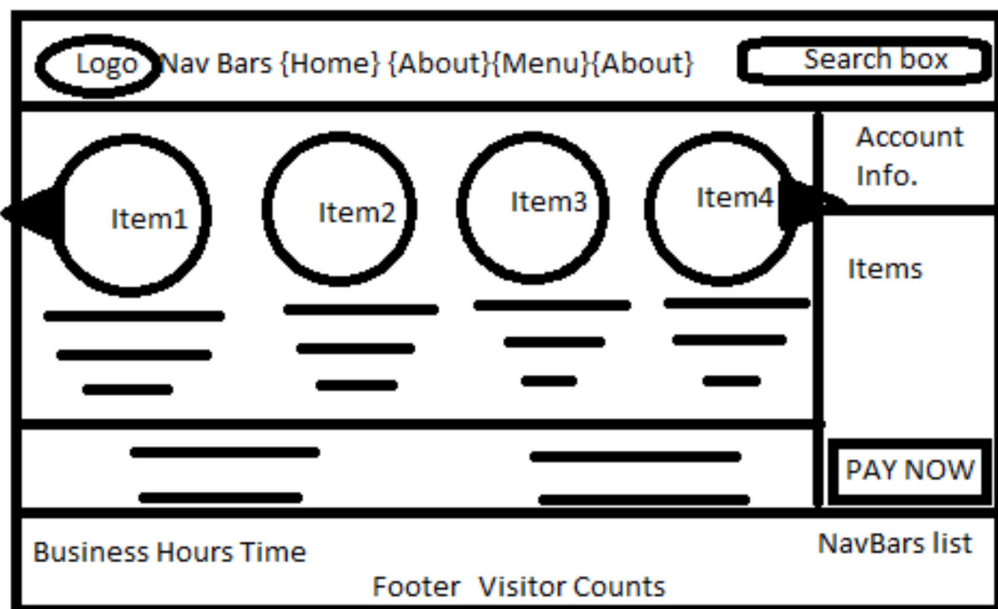 Logo Nav Bars {Home} {About}{Menu}{About} Search box
Account
Info.
Item1 Item2 Item3 Item4
Items
PAY NOW
Business Hours Time
NavBars list
Footer Visitor Counts